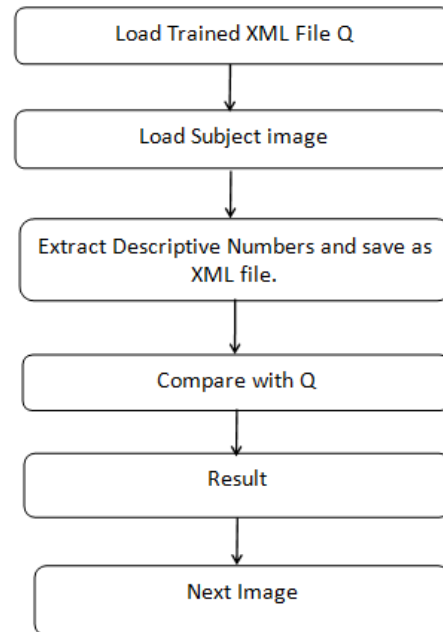 Load Trained XML File Q
Load Subject image
Extract Descriptive Numbers and save as
XML file.
Compare with Q
Result
Next Image